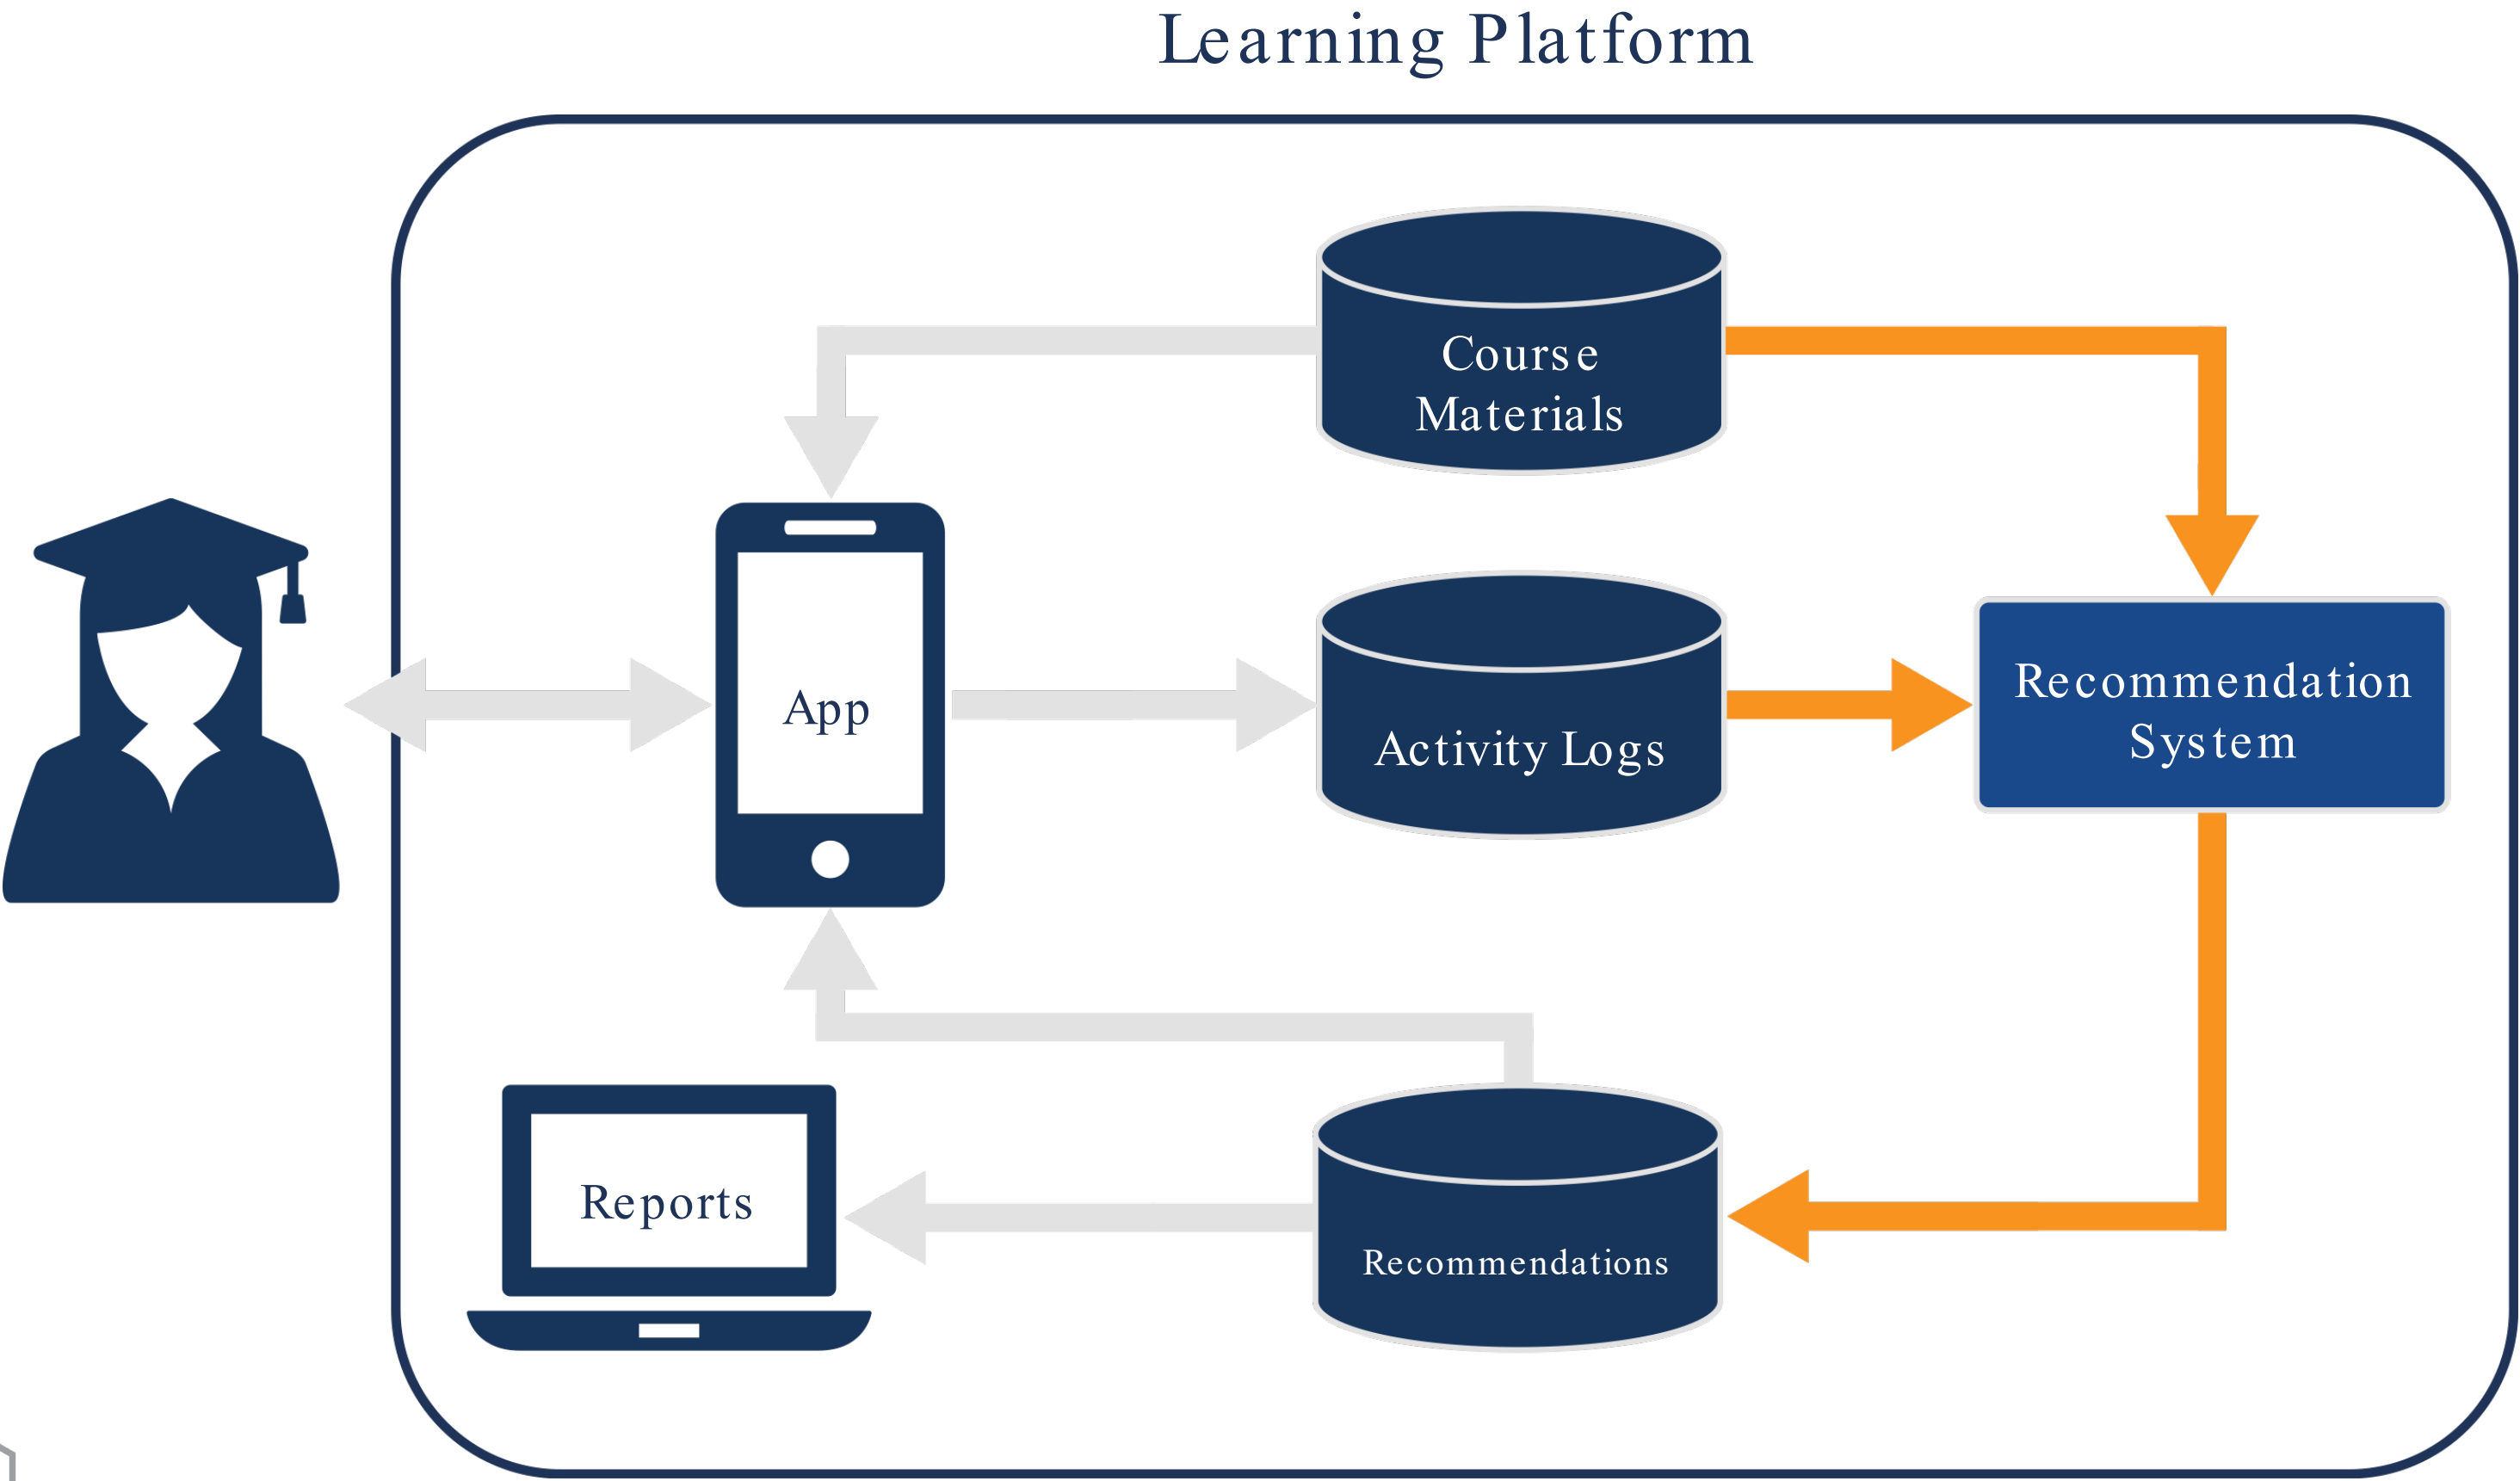 Learning Platform
Course
Materials
App
Activity Logs
Recommendation
System
Reports
Recommendations